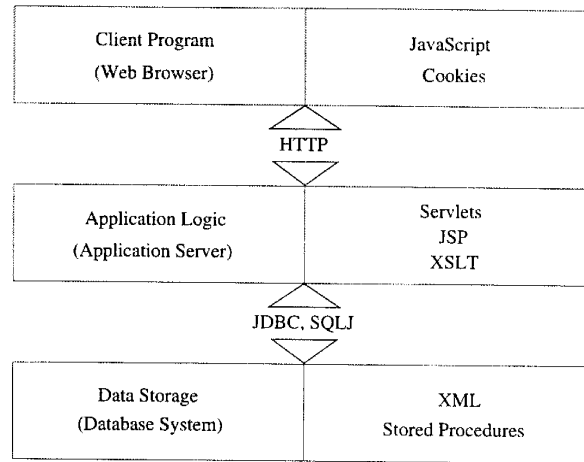 Client Program
(Web Browser)
JavaScript
Cookies
HTTP
Application Logic
(Application Server)
Servlets
JSP
XSLT
JDBC, SQLJ
Data Storage
(Database System)
XML
Stored Procedures